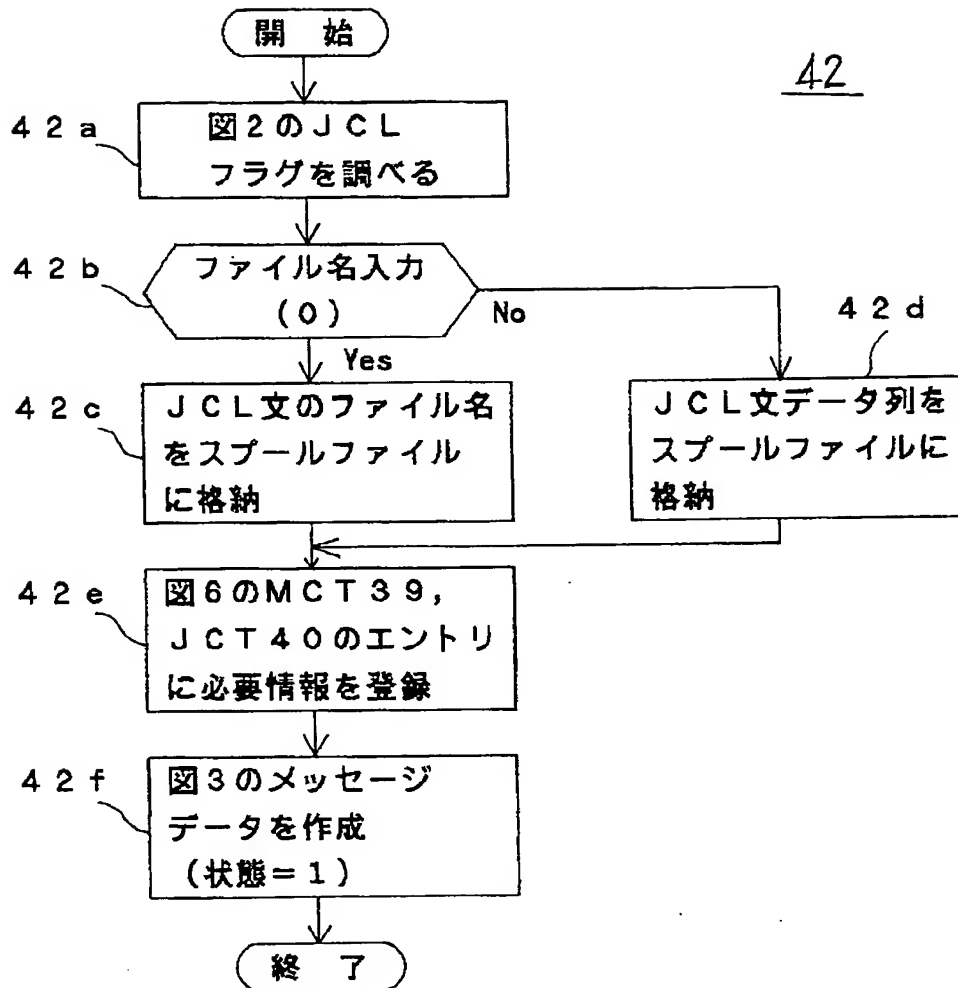 開 始
42
42a
図2のJCL
フラグを調べる
42b
ファイル名入力
(0)
No
Yes
42d
42c
JCL文のファイル名
をスプールファイル
に格納
JCL文データ列を
スプールファイルに
格納
42e
図6のMCT39,
JCT40のエントリ
に必要情報を登録
42f
図3のメッセージ
データを作成
(状態=1)
終 了